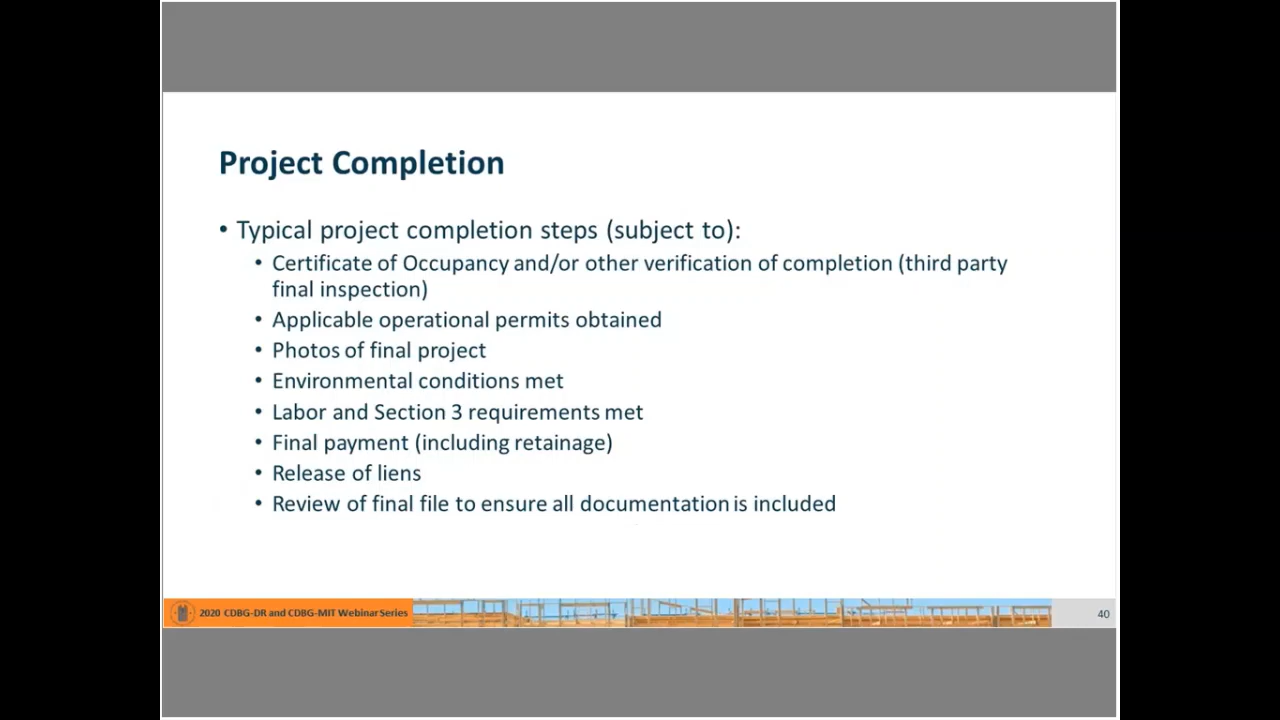 Project Completion
• Typical project completion steps (subject to):
• Certificate of Occupancy and/or other verification of completion (third party
final inspection)
• Applicable operational permits obtained
• Photos of final project
• Environmental conditions met
• Labor and Section 3 requirements met
• Final payment (including retainage)
• Release of liens
• Review of final file to ensure all documentation is included
2020 CDBG-DR and CDBG-MIT Webinar Series
40